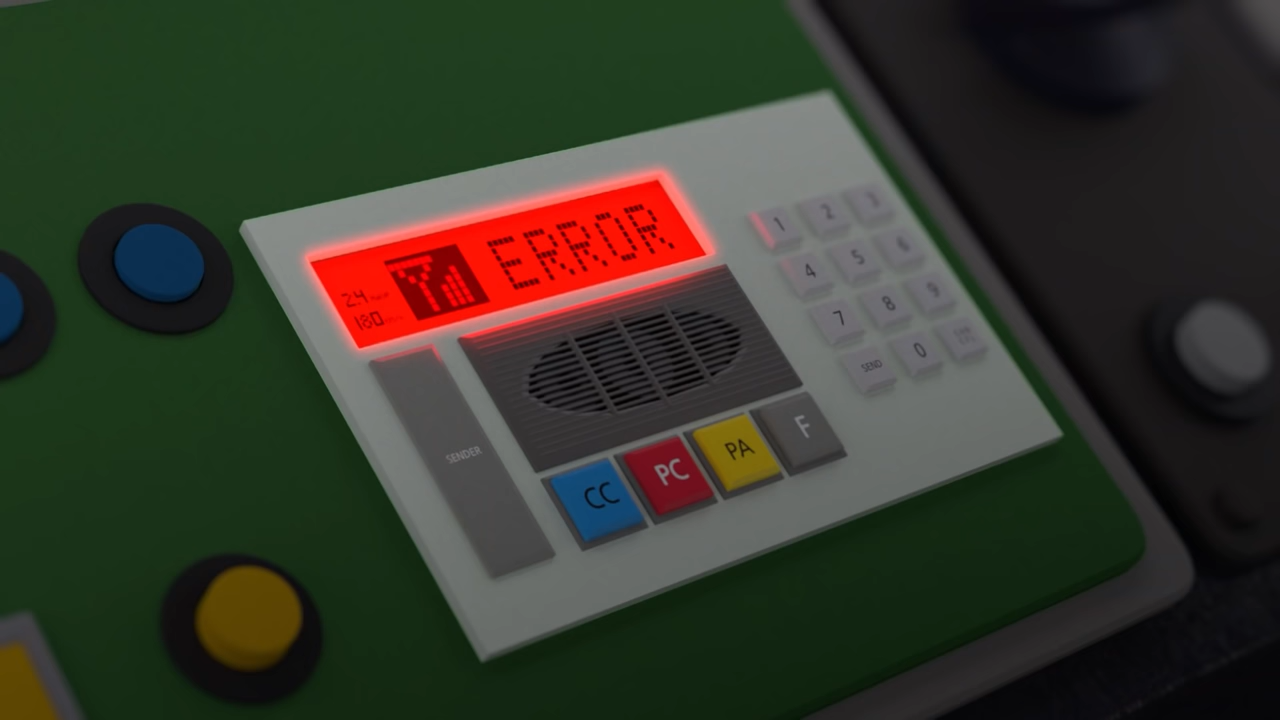 ERROR
24
180
1 2 3
4 5 6
7 8 9
SEND 0
SENDER
CC PC PA F